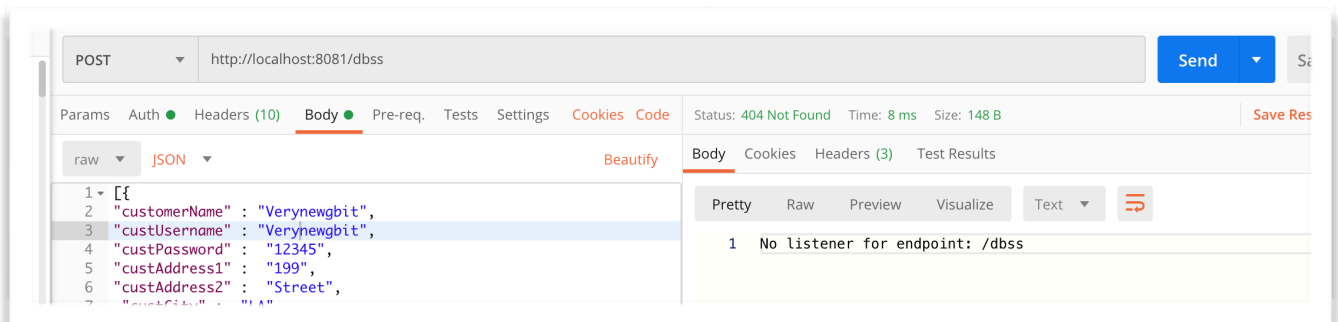 POST http://localhost:8081/dbss Send
Params Auth Headers (10) Body Pre-req. Tests Settings Cookies Code
Status: 404 Not Found Time: 8 ms Size: 148 B Save Res
raw JSON Beautify
Body Cookies Headers (3) Test Results
Pretty Raw Preview Visualize Text
1 [{
2 "customerName" : "Verynewgbit",
3 "custUsername" : "Verynewgbit",
4 "custPassword" : "12345",
5 "custAddress1" : "199",
6 "custAddress2" : "Street",
1 No listener for endpoint: /dbss